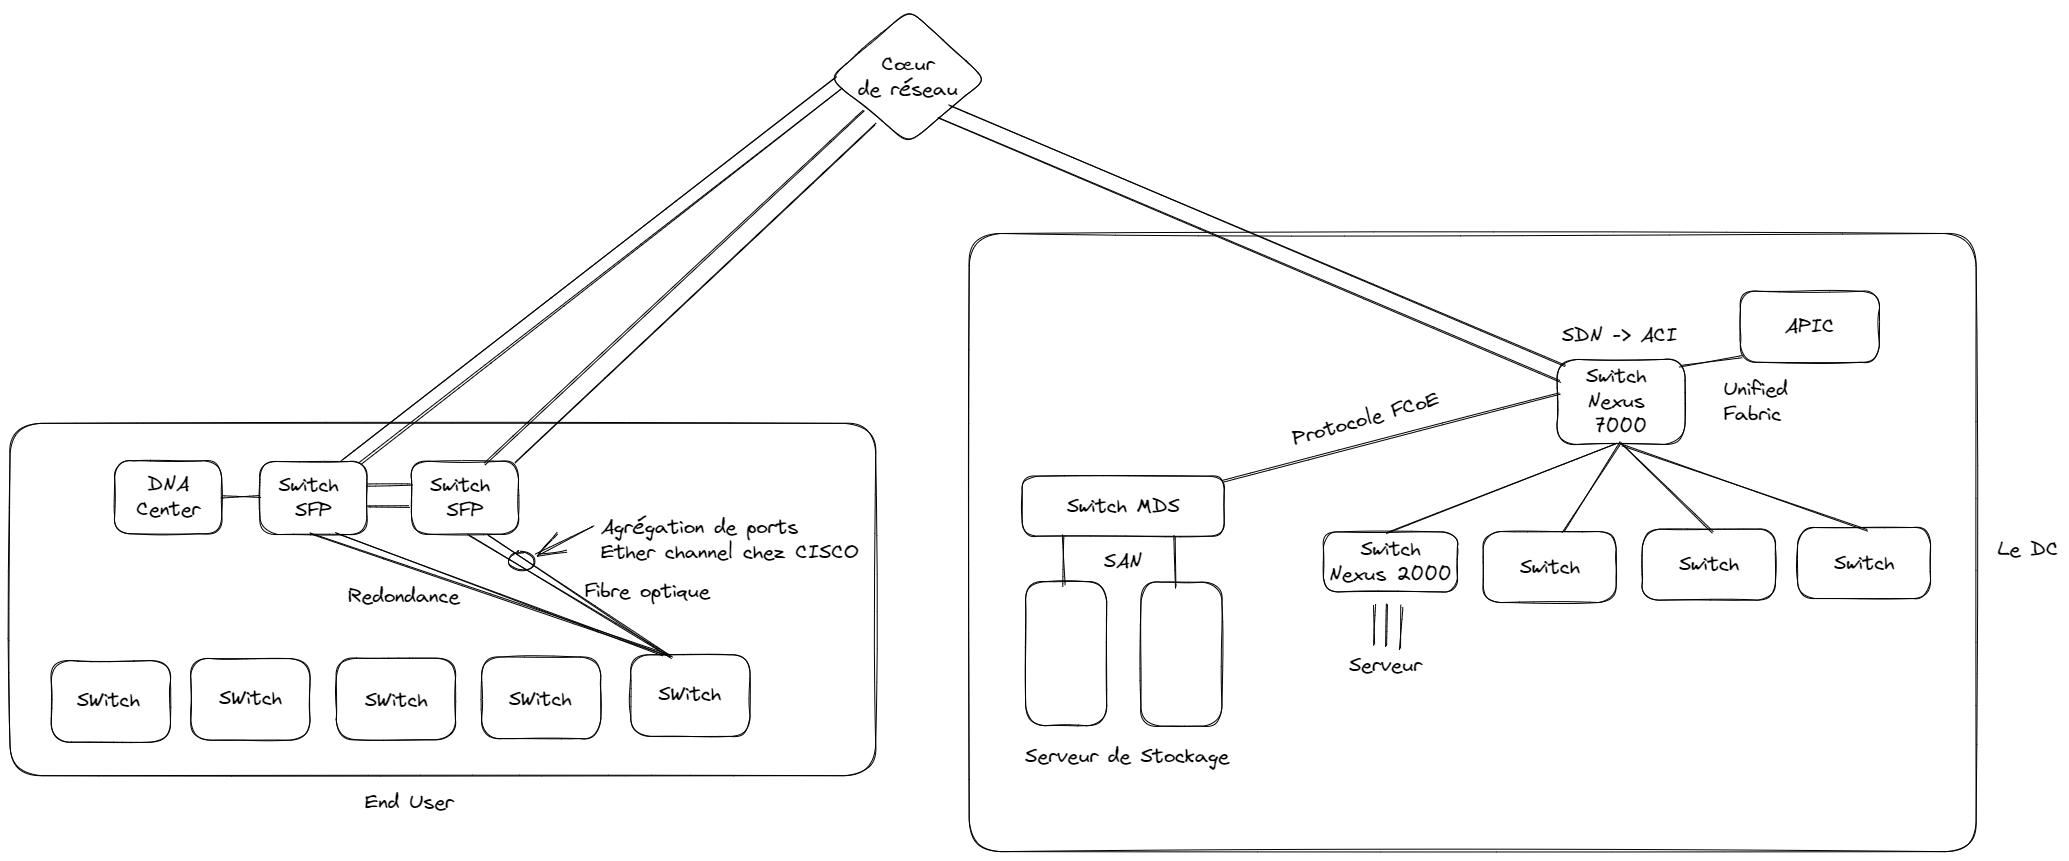 Cœur
de réseau
SDN -> ACI
APIC
Switch
Nexus
7000
Unified
Fabric
Protocole FCoE
DNA
Center
Switch
SFP
Switch
SFP
Agrégation de ports
Ether channel chez CISCO
Redondance
Fibre optique
SWitch
SWitch
SWitch
SWitch
SWitch
End User
Switch MDS
SAN
Serveur de Stockage
Switch
Nexus 2000
Switch
Switch
Switch
Serveur
Le DC